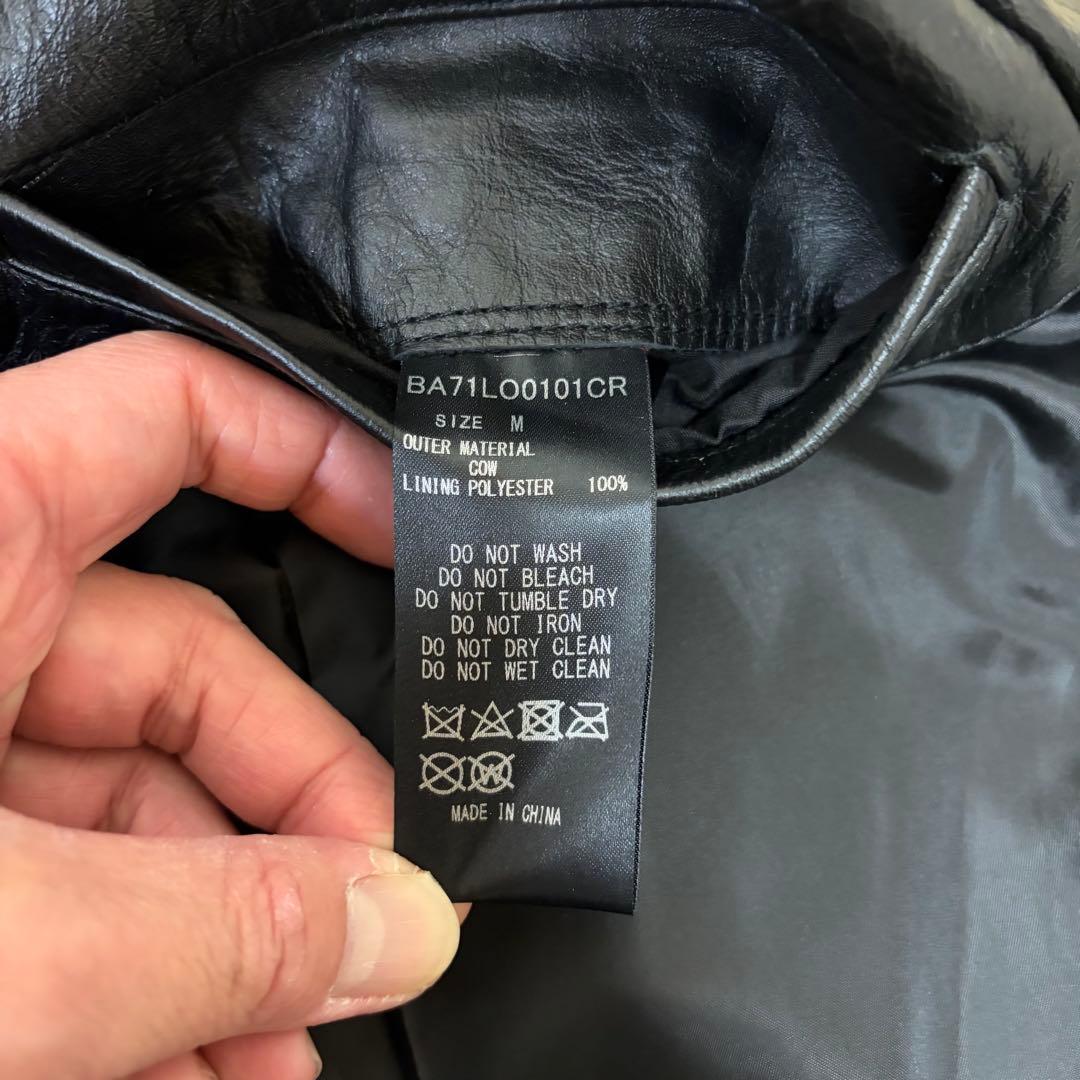 BA71LO0101CR
SIZE M
OUTER MATERIAL
COW
LINING POLYESTER 100%
DO NOT WASH
DO NOT BLEACH
DO NOT TUMBLE DRY
DO NOT IRON
DO NOT DRY CLEAN
DO NOT WET CLEAN
W
MADE IN CHINA